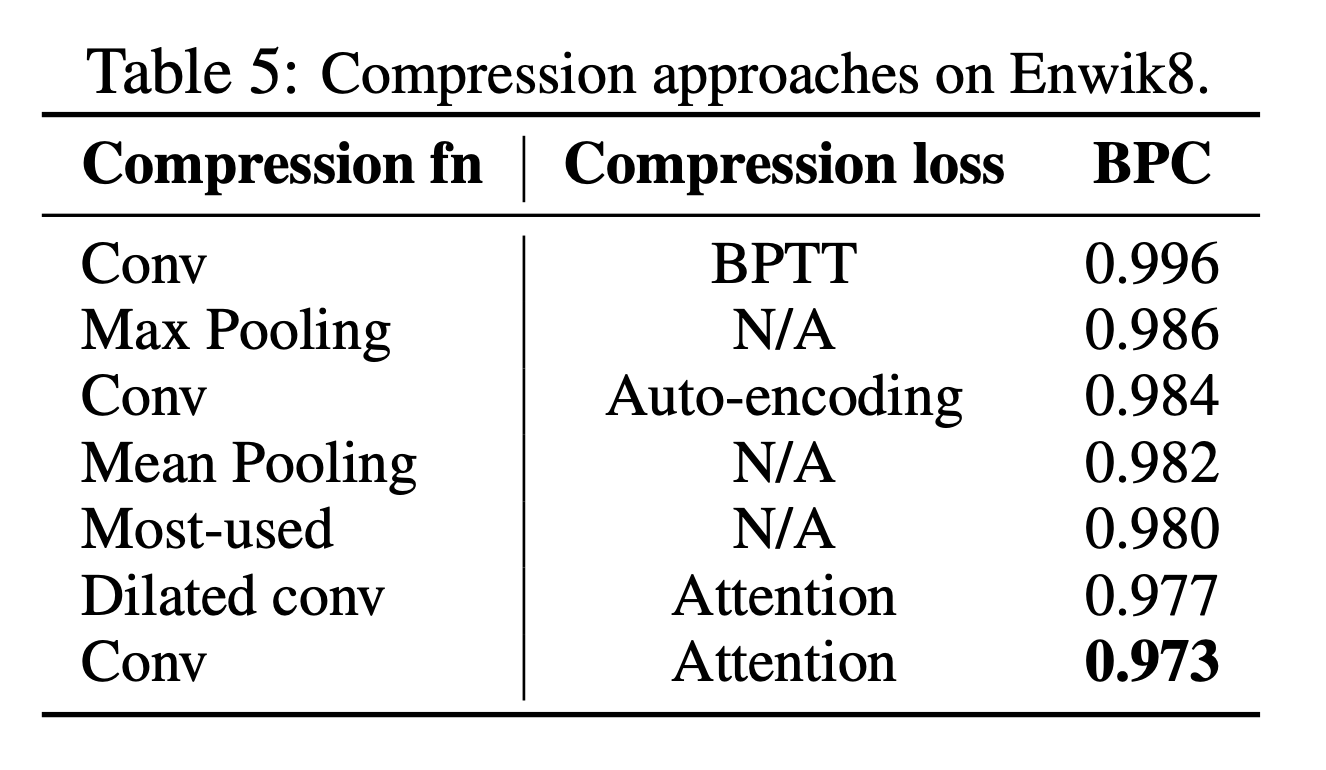 Table 5: Compression approaches on Enwik8.
Compression fn Compression loss BPC
Conv BPTT 0.996
Max Pooling N/A 0.986
Conv Auto-encoding 0.984
Mean Pooling N/A 0.982
Most-used N/A 0.980
Dilated conv Attention 0.977
Conv Attention 0.973